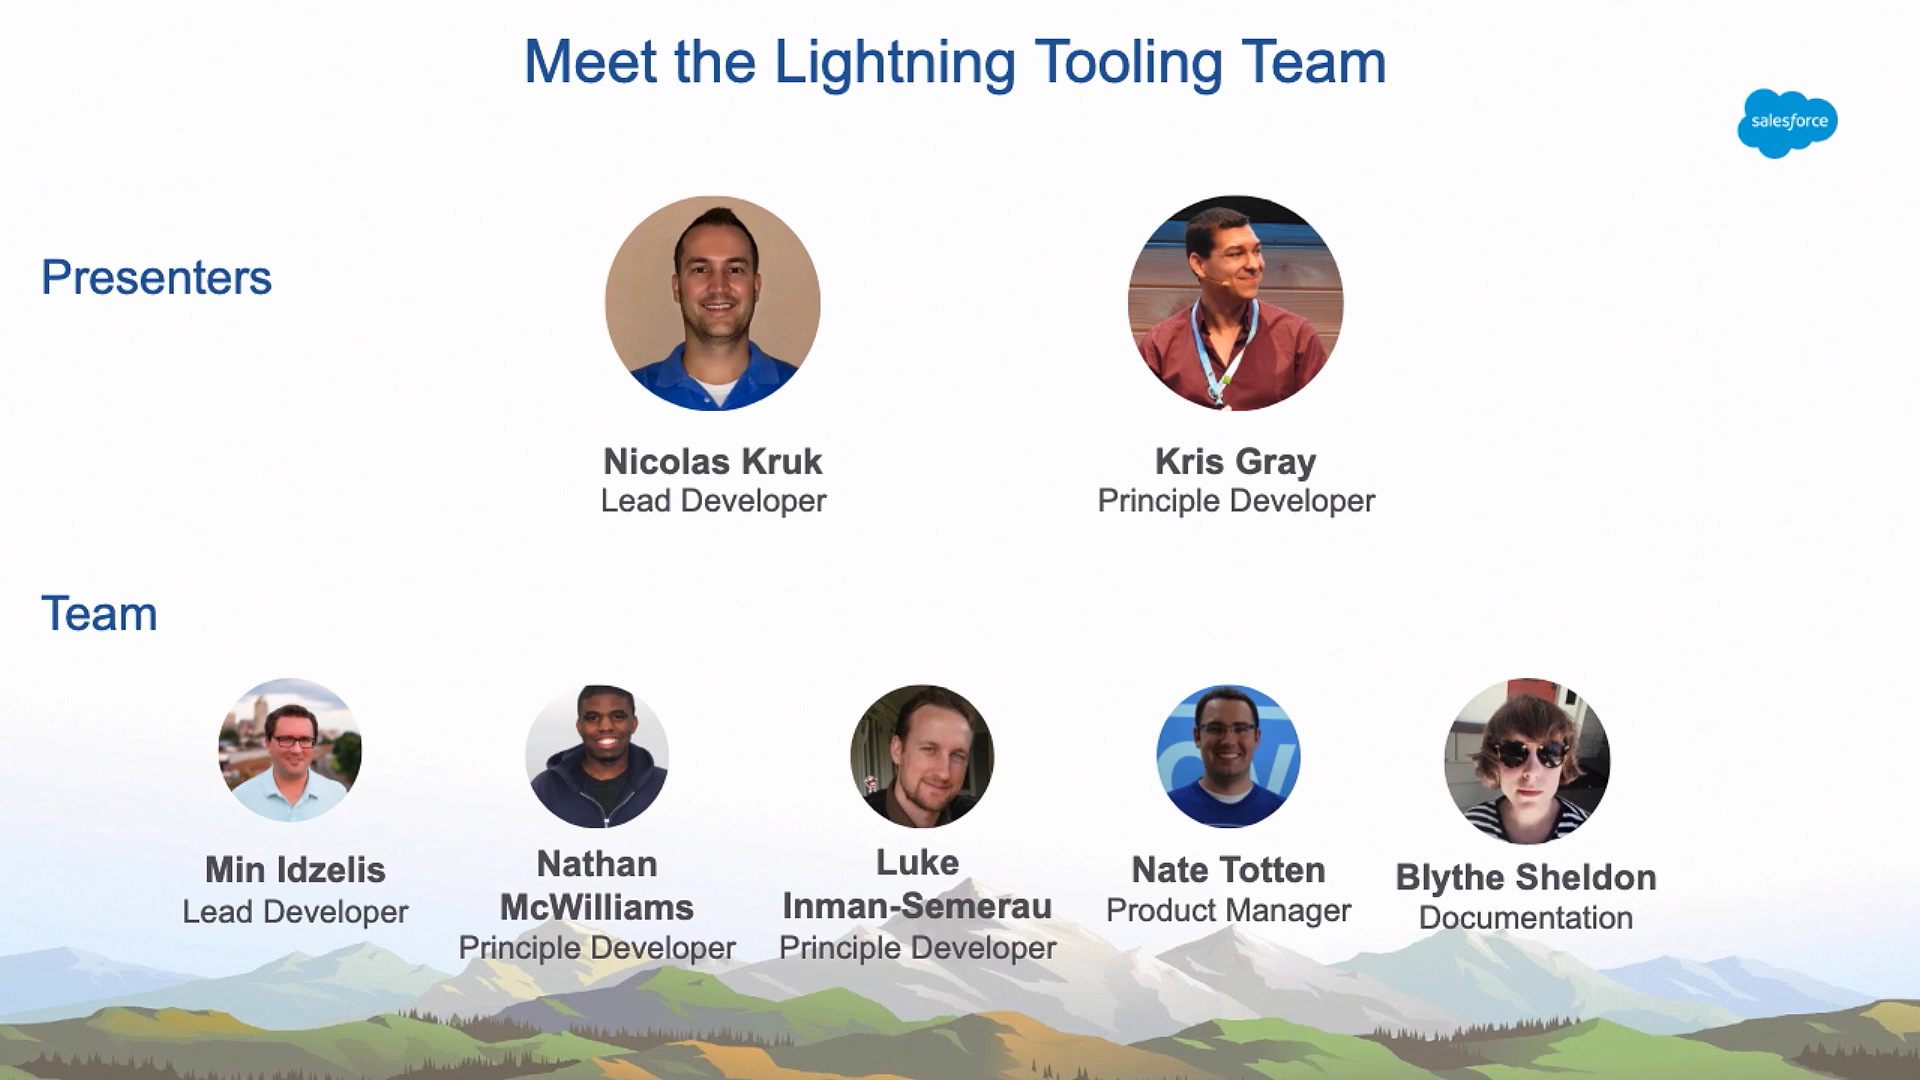 Meet the Lightning Tooling Team
salesforce
Presenters
Nicolas Kruk
Lead Developer
Kris Gray
Principle Developer
Team
Min Idzelis
Lead Developer
Nathan
McWilliams
Principle Developer
Luke
Inman-Semerau
Principle Developer
Nate Totten
Product Manager
Blythe Sheldon
Documentation